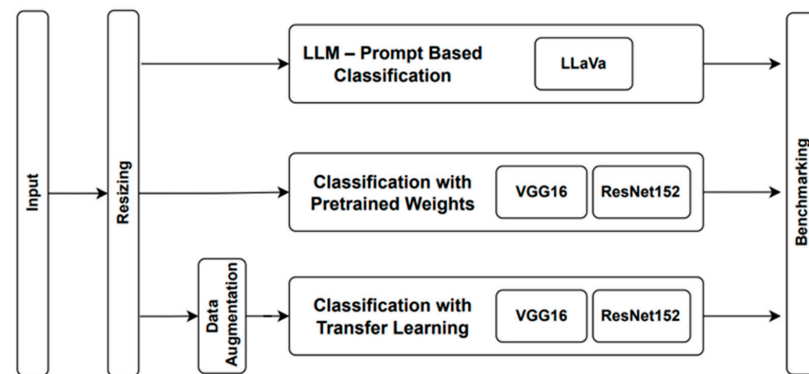 Input
Resizing
LLM – Prompt Based
Classification
LLaVa
Classification with
Pretrained Weights
VGG16
ResNet152
Data
Augmentation
Classification with
Transfer Learning
VGG16
ResNet152
Benchmarking